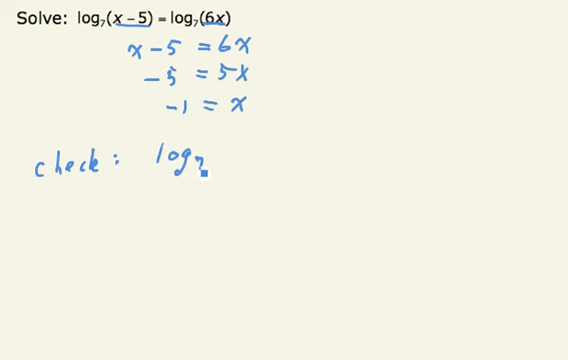 Solve: log₇(x − 5) = log₇(6x)
x − 5 = 6x
− 5 = 5x
−1 = x
check: log₇